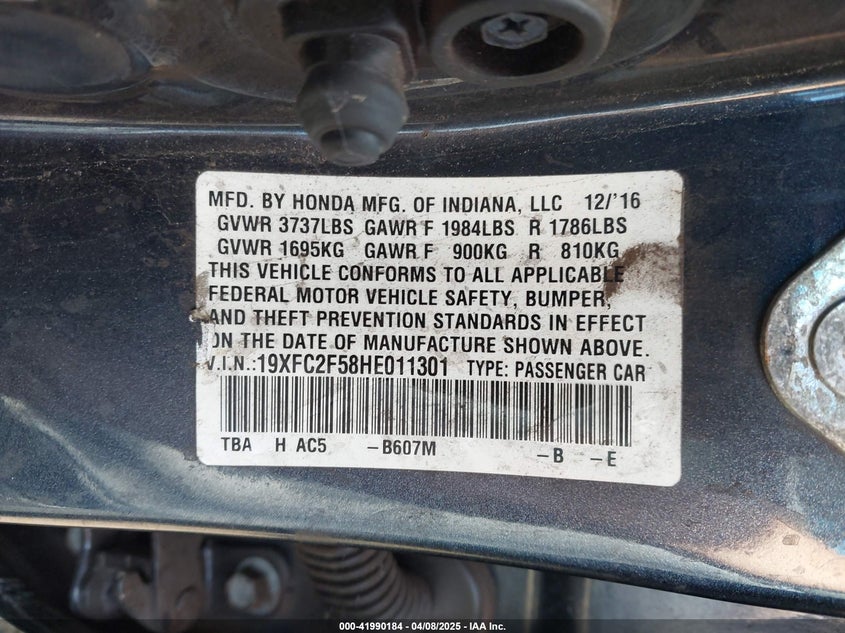 MFD. BY HONDA MFG. OF INDIANA, LLC 12/'16
GVWR 3737LBS GAWR F 1984LBS R 1786LBS
GVWR 1695KG GAWR F 900KG R 810KG
THIS VEHICLE CONFORMS TO ALL APPLICABLE
FEDERAL MOTOR VEHICLE SAFETY, BUMPER,
AND THEFT PREVENTION STANDARDS IN EFFECT
ON THE DATE OF MANUFACTURE SHOWN ABOVE.
V.I.N.:19XFC2F58HE011301 TYPE: PASSENGER CAR
TBA H AC5 -B607M -B -E
000-41990184 - 04/08/2025 - IAA Inc.